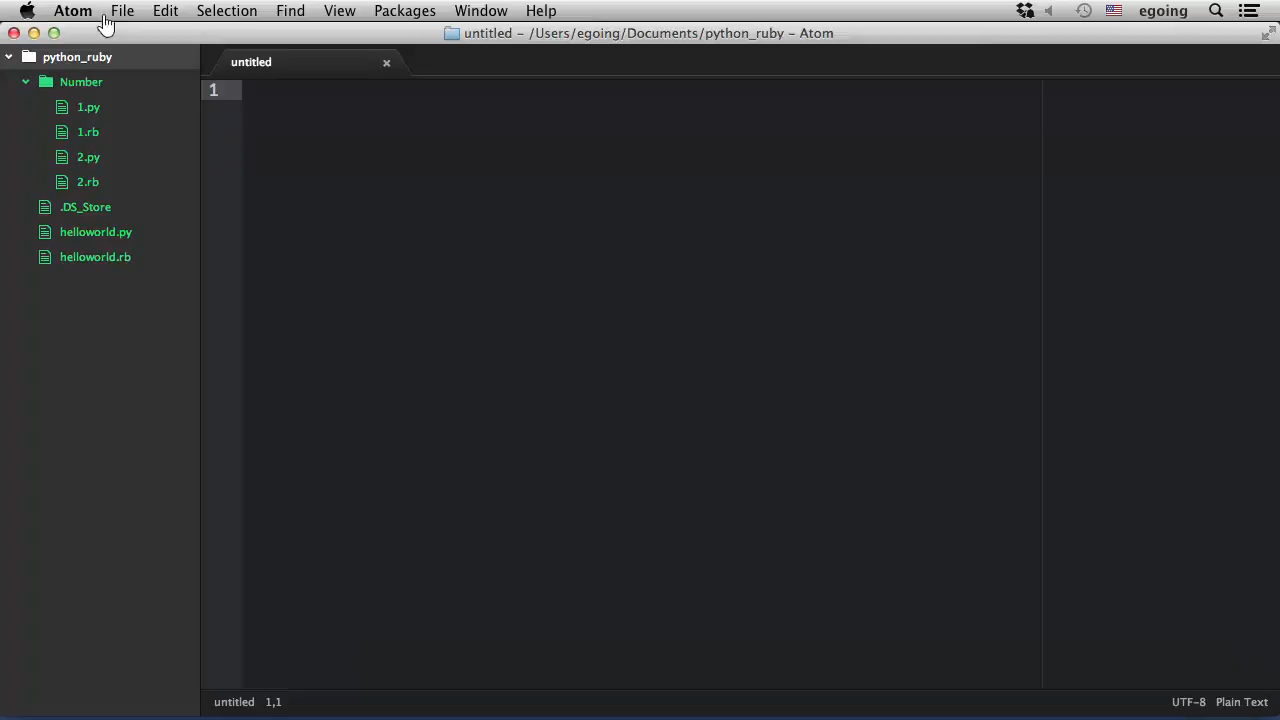 Atom File Edit Selection Find View Packages Window Help egoing
untitled – /Users/egoing/Documents/python_ruby – Atom
python_ruby
untitled
Number
1
1.py
1.rb
2.py
2.rb
.DS_Store
helloworld.py
helloworld.rb
untitled 1,1 UTF-8 Plain Text